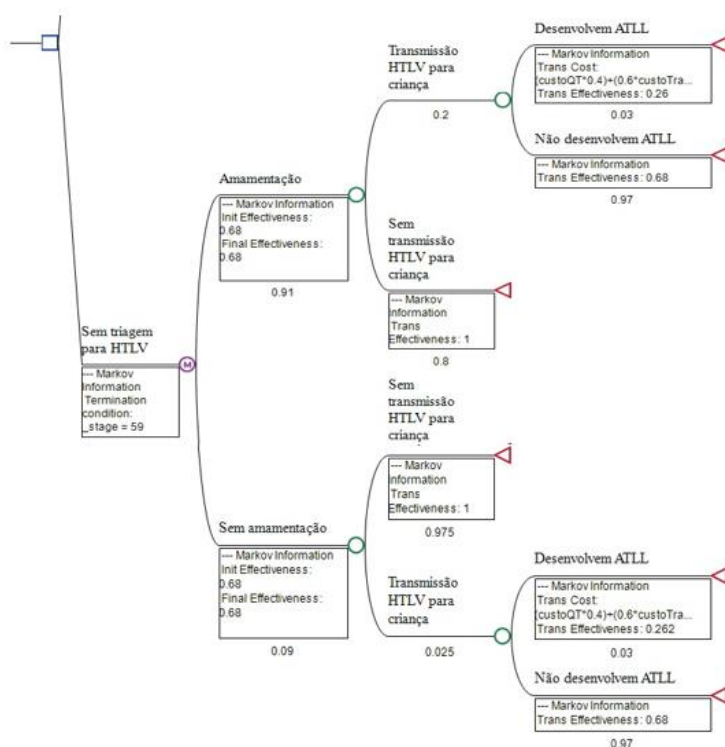 Desenvolvem ATLL
--- Markov Information
Trans Cost:
(custoQT*0.4)+(0.6*custoTra...
Trans Effectiveness: 0.26
0.03
Transmissão
HTLV para
criança
0.2
Não desenvolvem ATLL
--- Markov Information
Trans Effectiveness: 0.68
0.97
Amamentação
--- Markov Information
Init Effectiveness:
0.68
Final Effectiveness:
0.68
0.91
Sem
transmissão
HTLV para
criança
--- Markov
nformation
Trans
Effectiveness: 1
0.8
Sem triagem
para HTLV
M
--- Markov
Information
Termination
condition:
_stage = 59
Sem
transmissão
HTLV para
criança
--- Markov
nformation
Trans
Effectiveness: 1
0.975
Sem amamentação
--- Markov Information
Init Effectiveness:
0.68
Final Effectiveness:
0.68
0.09
Transmissão
HTLV para
criança
0.025
Desenvolvem ATLL
--- Markov Information
Trans Cost:
(custoQT*0.4)+(0.6*custoTra...
Trans Effectiveness: 0.262
0.03
Não desenvolvem ATLL
--- Markov Information
Trans Effectiveness: 0.68
0.97